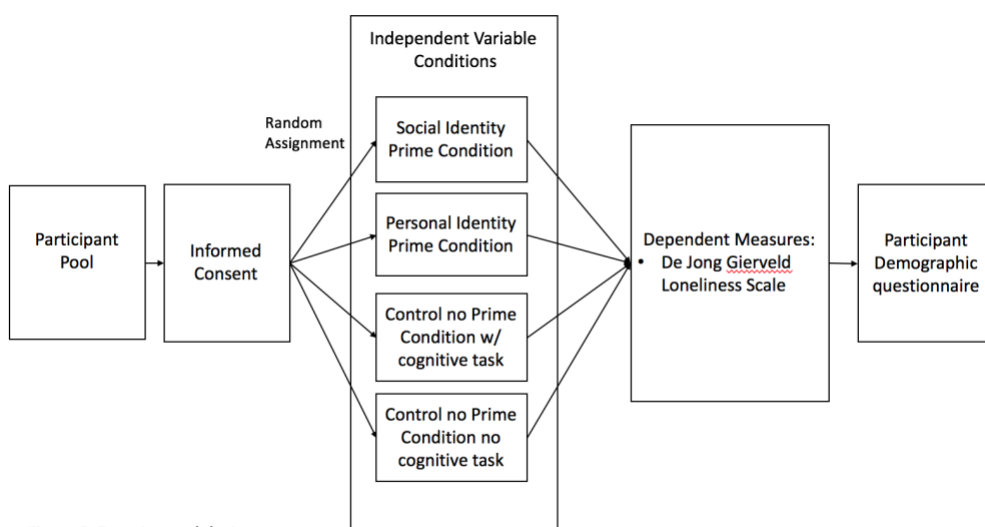 Participant
Pool
Informed
Consent
Random
Assignment
Independent Variable
Conditions
Social Identity
Prime Condition
Personal Identity
Prime Condition
Control no Prime
Condition w/
cognitive task
Control no Prime
Condition no
cognitive task
Dependent Measures:
• De Jong Gierveld
Loneliness Scale
Participant
Demographic
questionnaire